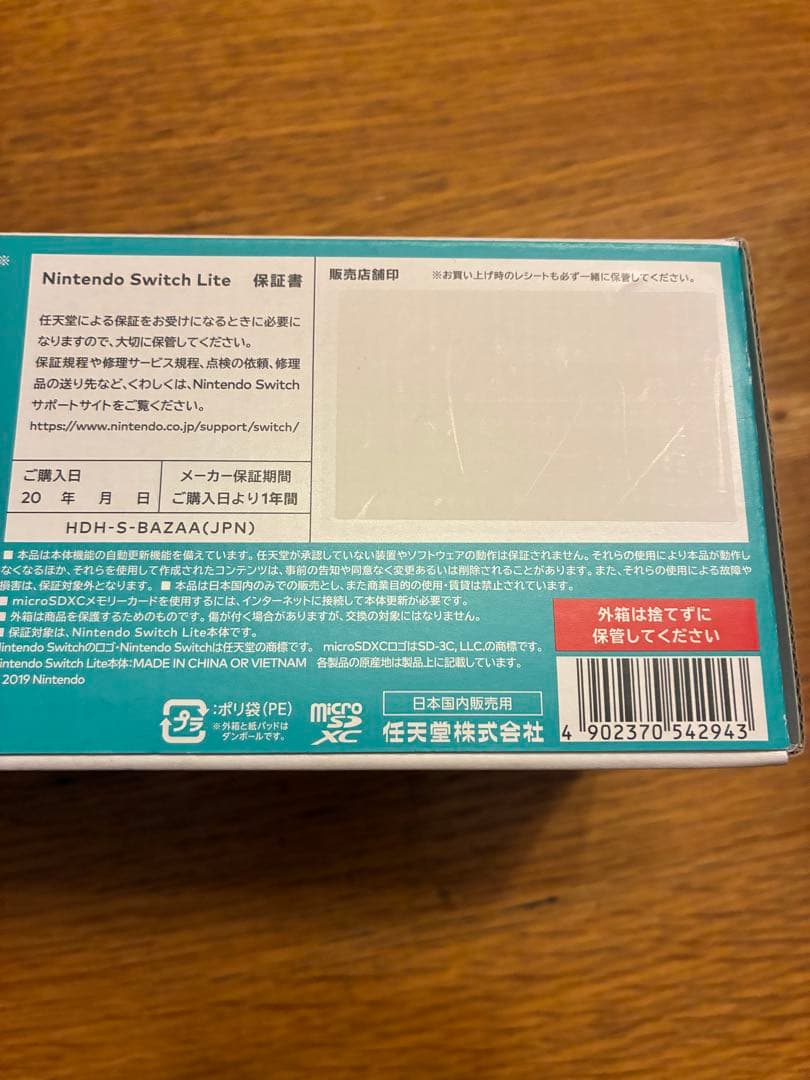 ※
Nintendo Switch Lite 保証書
任天堂による保証をお受けになるときに必要に
なりますので、大切に保管してください。
保証規程や修理サービス規程、点検の依頼、修理
品の送り先など、くわしくは、Nintendo Switch
サポートサイトをご覧ください。
https://www.nintendo.co.jp/support/switch/
ご購入日
20 年 月 日
メーカー保証期間
ご購入日より1年間
HDH-S-BAZAA(JPN)
販売店舗印 ※お買い上げ時のレシートも必ず一緒に保管してください。
■ 本品は本体機能の自動更新機能を備えています。任天堂が承認していない装置やソフトウェアの動作は保証されません。それらの使用により本品が動作し
なくなるほか、それらを使用して作成されたコンテンツは、事前の告知や同意なく変更あるいは削除されることがあります。また、それらの使用による故障や
損害は、保証対象外となります。 ■ 本品は日本国内のみでの販売とし、また商業目的の使用・賃貸は禁止されています。
■ microSDXCメモリーカードを使用するには、インターネットに接続して本体更新が必要です。
■ 外箱は商品を保護するためのものです。傷が付く場合がありますが、交換の対象にはなりません。
■ 保証対象は、Nintendo Switch Lite本体です。
intendo Switchのロゴ・Nintendo Switchは任天堂の商標です。 microSDXCロゴはSD-3C, LLC.の商標です。
intendo Switch Lite本体:MADE IN CHINA OR VIETNAM 各製品の原産地は製品上に記載しています。
2019 Nintendo
外箱は捨てずに
保管してください
プラ
:ポリ袋(PE)
※外箱と紙パッドは
ダンボールです。
micro
SD
XC
日本国内販売用
任天堂株式会社
4 902370 542943